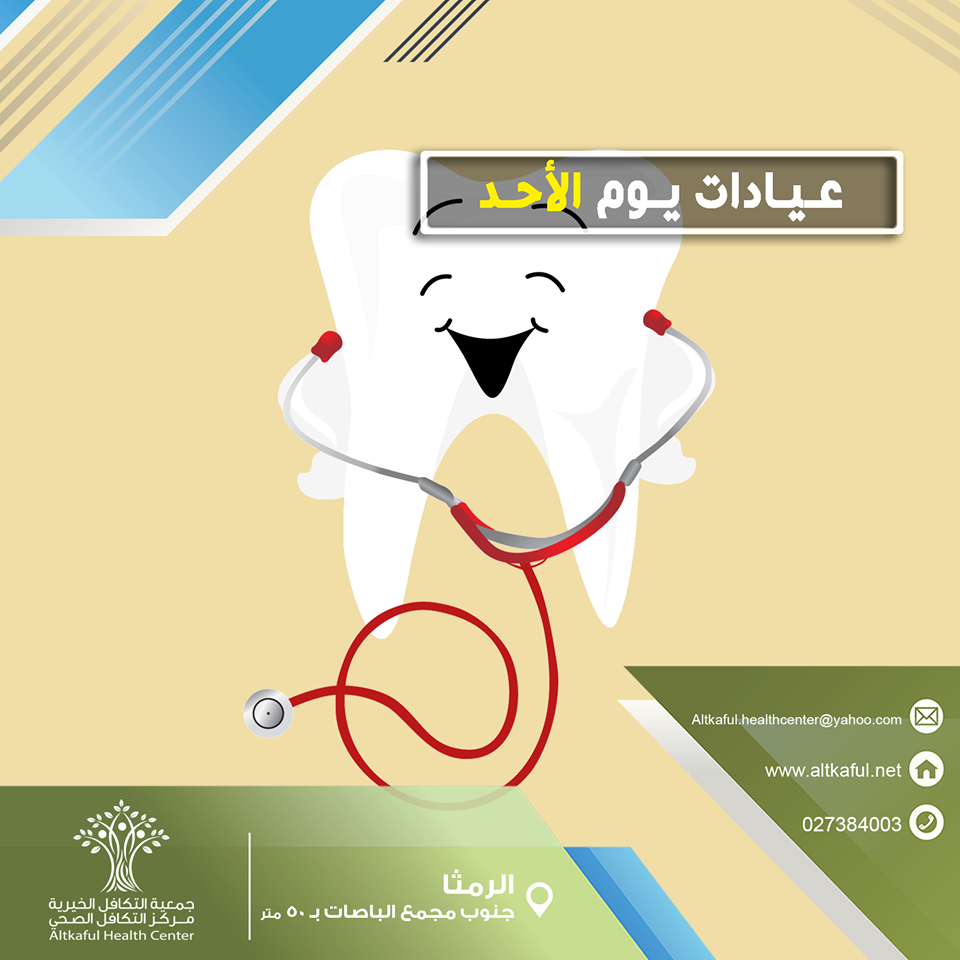 عيادات يوم الأحد
Altkaful.healthcenter@yahoo.com
www.altkaful.net
027384003
الرمثا
جنوب مجمع الباصات بـ ٥٠ متر
جمعية التكافل الخيرية
مركز التكافل الصحي
Altkaful Health Center